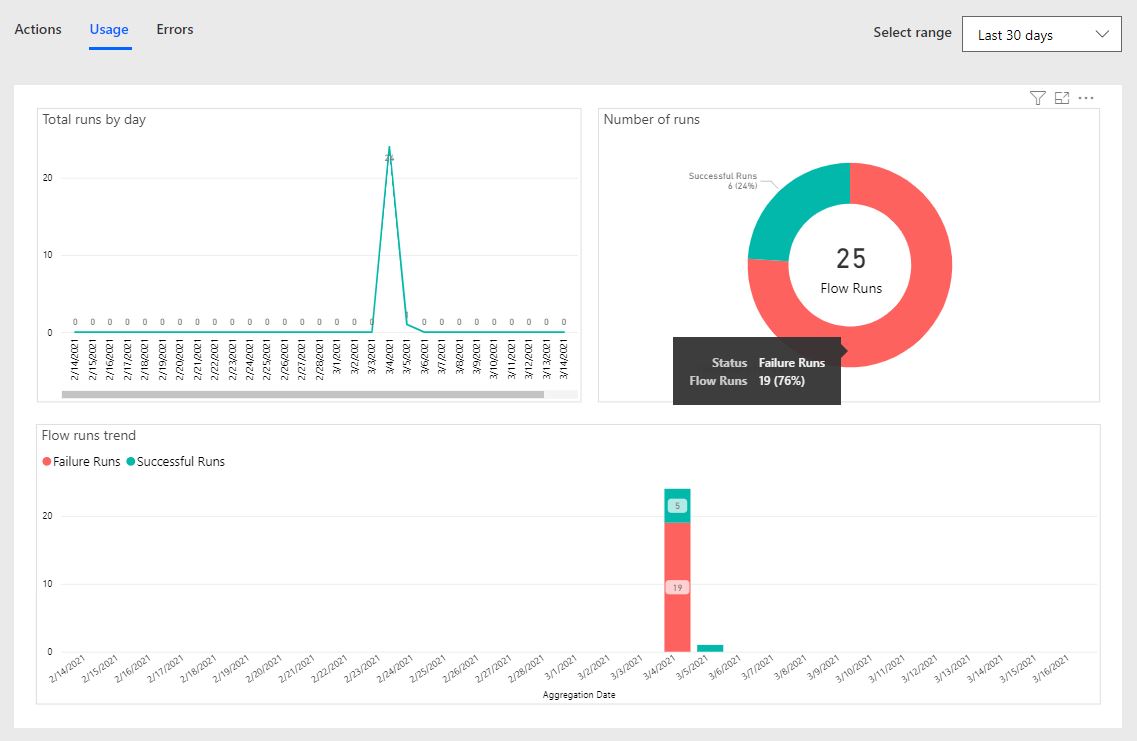 Actions Usage Errors
Select range Last 30 days
Total runs by day
24
20
10
0
0 0 0 0 0 0 0 0 0 0 0 0 0 0 0 0 0 0 1 0 0 0 0 0 0 0 0 0
2/14/2021 2/15/2021 2/16/2021 2/17/2021 2/18/2021 2/19/2021 2/20/2021 2/21/2021 2/22/2021 2/23/2021 2/24/2021 2/25/2021 2/26/2021 2/27/2021 2/28/2021 3/1/2021 3/2/2021 3/3/2021 3/4/2021 3/5/2021 3/6/2021 3/7/2021 3/8/2021 3/9/2021 3/10/2021 3/11/2021 3/12/2021 3/13/2021 3/14/2021
Number of runs
Successful Runs
6 (24%)
25
Flow Runs
Status Failure Runs
Flow Runs 19 (76%)
Flow runs trend
Failure Runs Successful Runs
20
10
0
5
19
2/14/2021 2/15/2021 2/16/2021 2/17/2021 2/18/2021 2/19/2021 2/20/2021 2/21/2021 2/22/2021 2/23/2021 2/24/2021 2/25/2021 2/26/2021 2/27/2021 2/28/2021 3/1/2021 3/2/2021 3/3/2021 3/4/2021 3/5/2021 3/6/2021 3/7/2021 3/8/2021 3/9/2021 3/10/2021 3/11/2021 3/12/2021 3/13/2021 3/14/2021 3/15/2021 3/16/2021
Aggregation Date